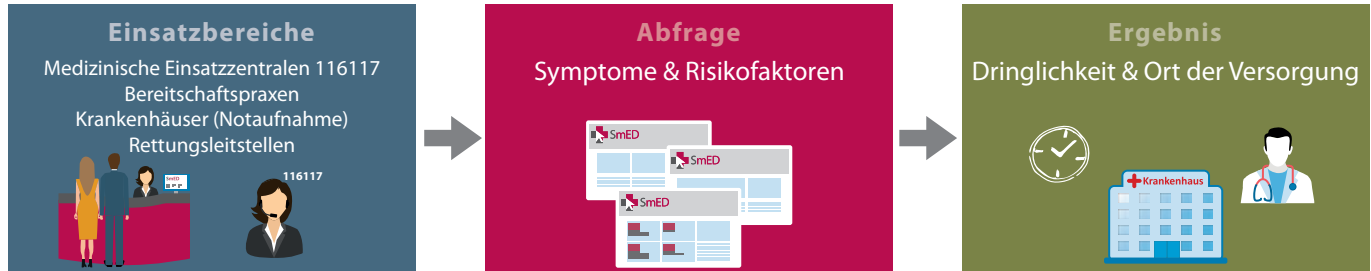 Einsatzbereiche
Medizinische Einsatzzentralen 116117
Bereitschaftspraxen
Krankenhäuser (Notaufnahme)
Rettungsleitstellen
SmED
116117
Abfrage
Symptome & Risikofaktoren
SmED
SmED
SmED
Ergebnis
Dringlichkeit & Ort der Versorgung
Krankenhaus